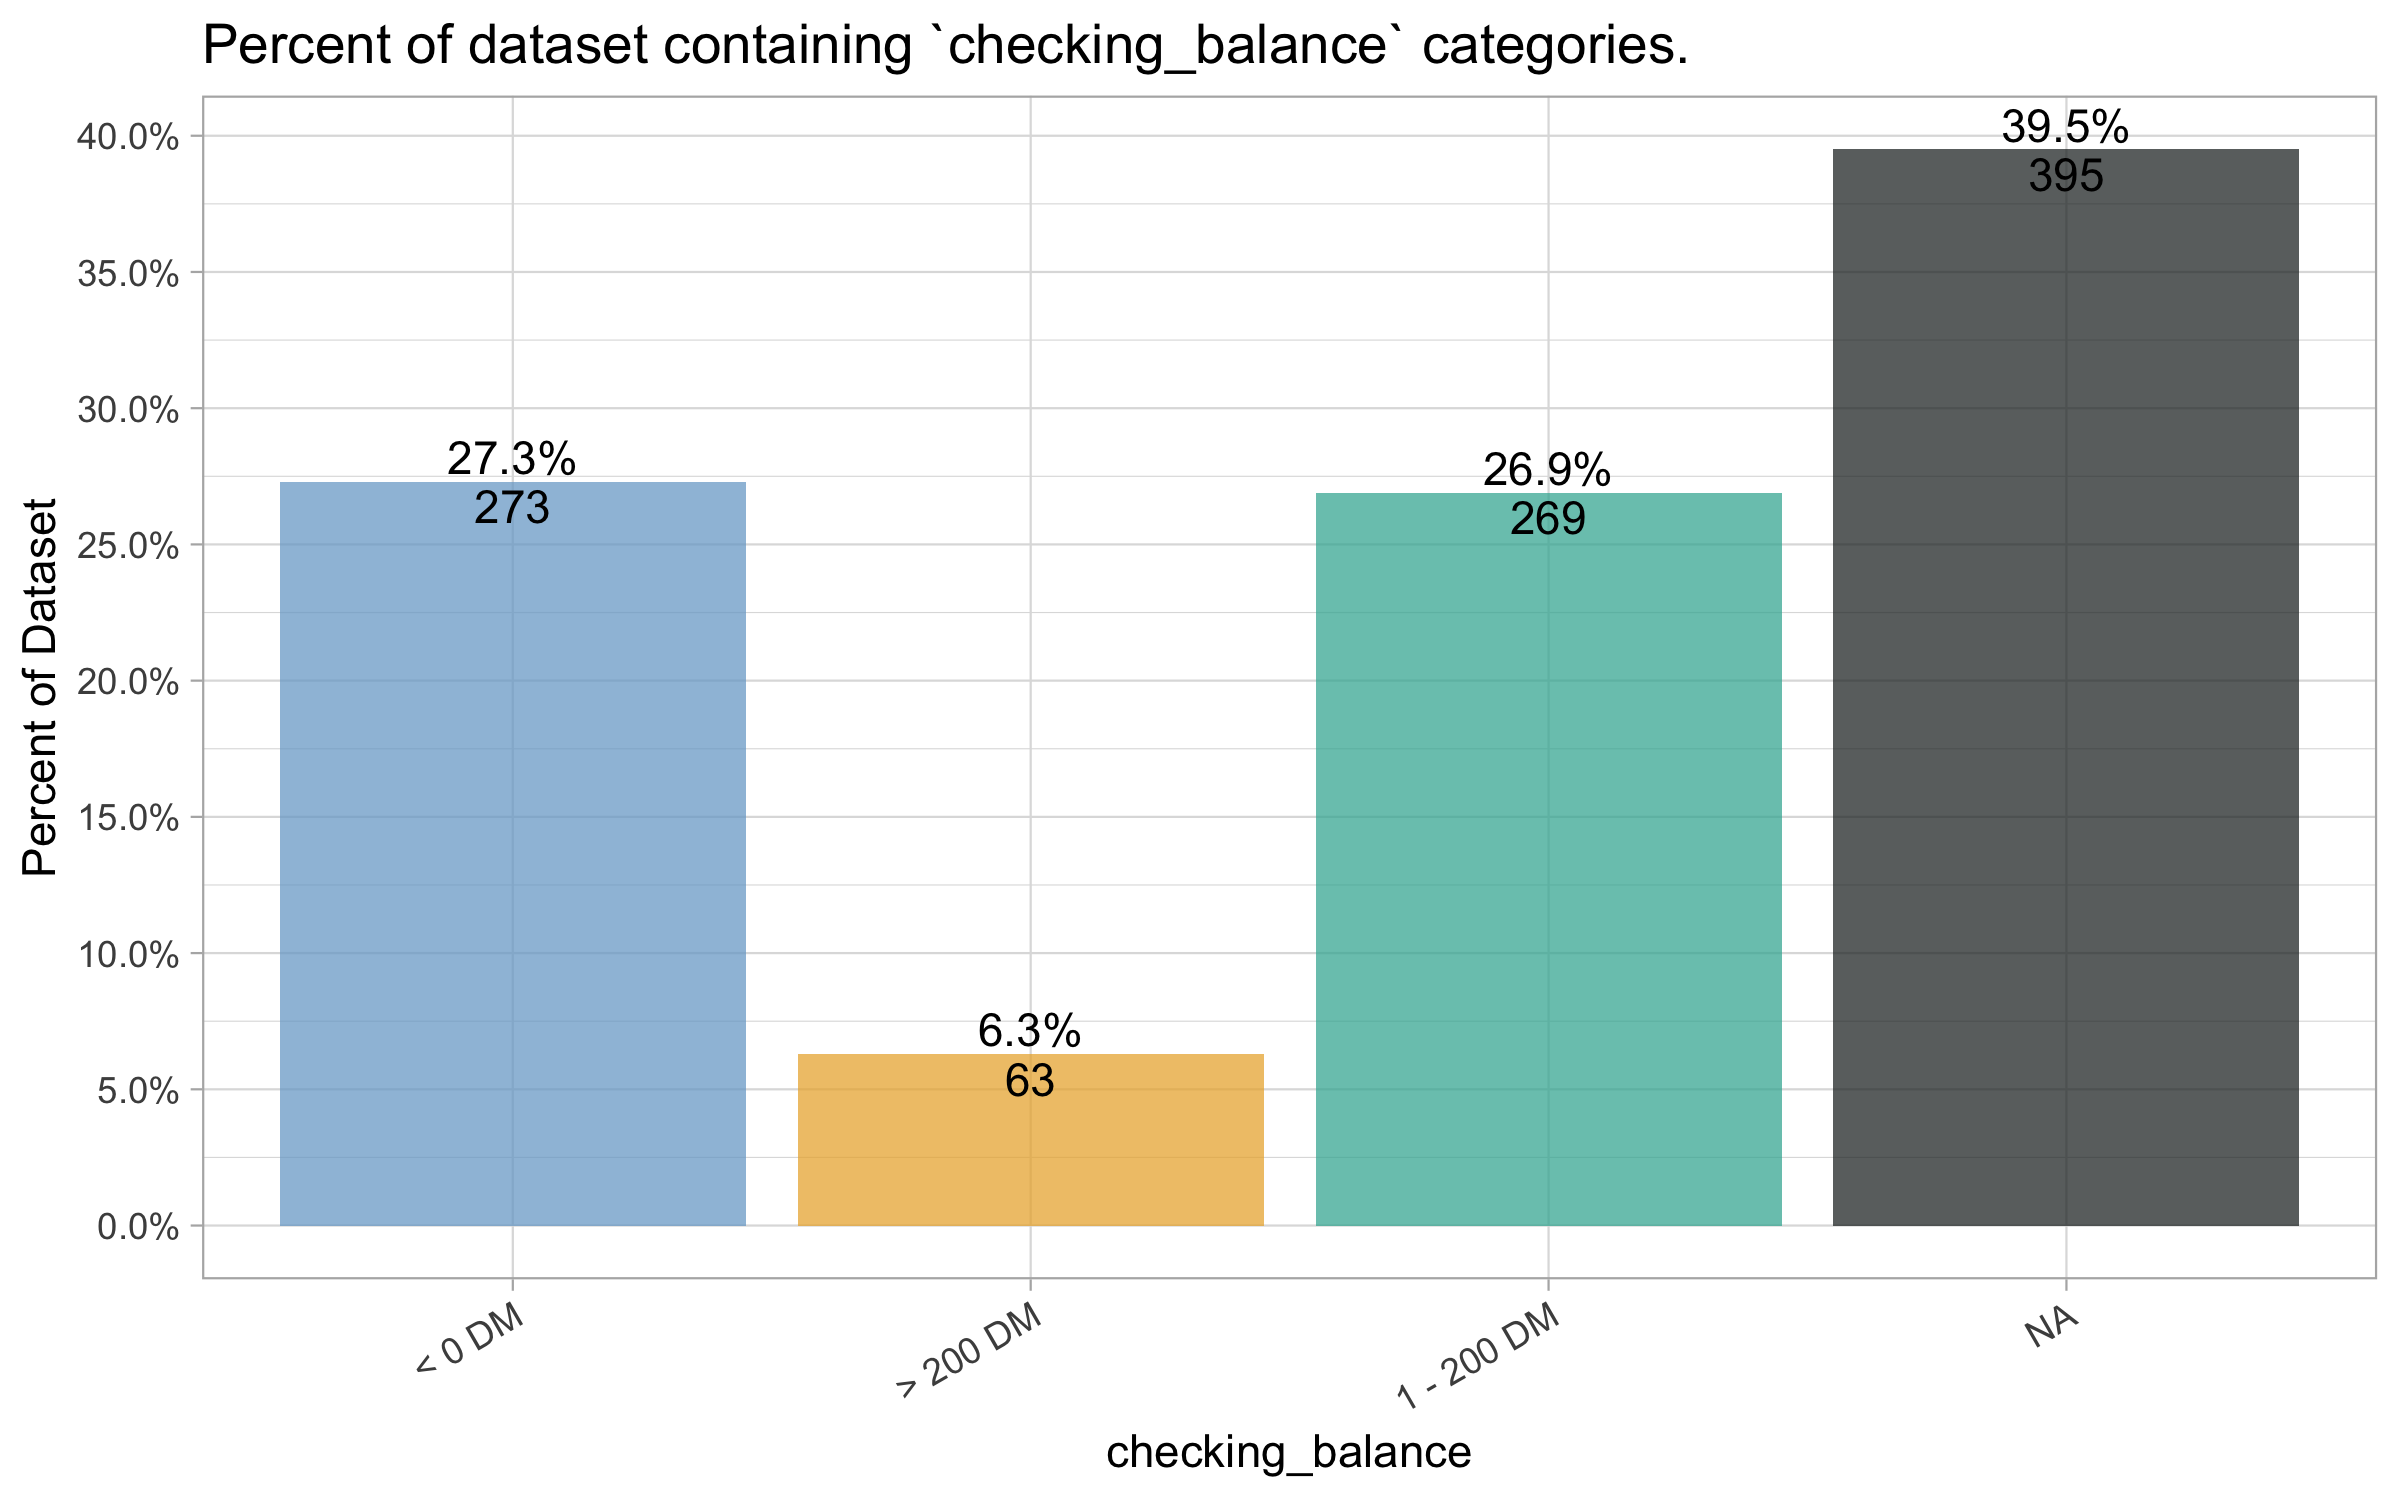 Percent of dataset containing `checking_balance` categories.
Percent of Dataset
40.0%
35.0%
30.0%
25.0%
20.0%
15.0%
10.0%
5.0%
0.0%
27.3%
273
6.3%
63
26.9%
269
39.5%
395
< 0 DM
> 200 DM
1 - 200 DM
NA
checking_balance